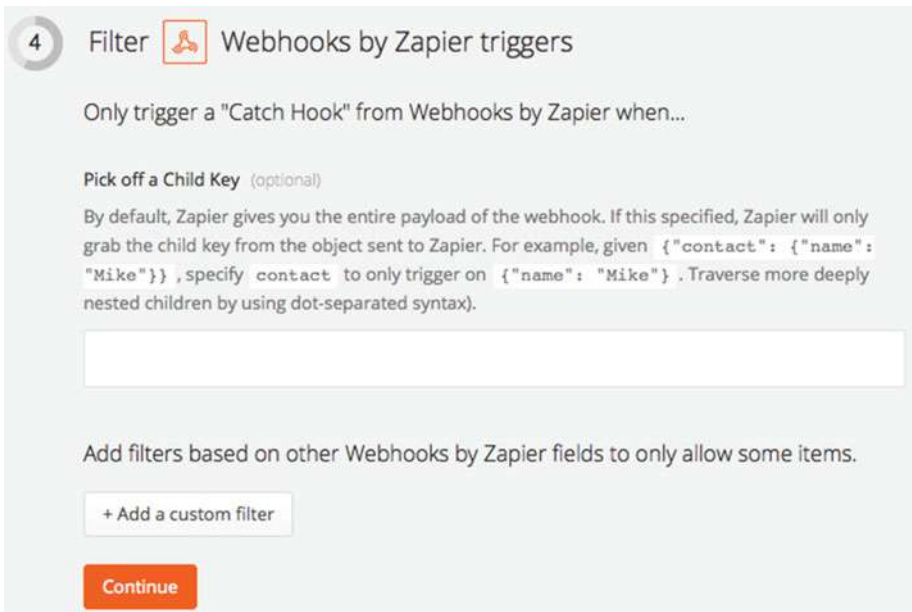 4 Filter Webhooks by Zapier triggers
Only trigger a "Catch Hook" from Webhooks by Zapier when...
Pick off a Child Key (optional)
By default, Zapier gives you the entire payload of the webhook. If this specified, Zapier will only
grab the child key from the object sent to Zapier. For example, given {"contact": {"name":
"Mike"}} , specify contact to only trigger on {"name": "Mike"} . Traverse more deeply
nested children by using dot-separated syntax).
Add filters based on other Webhooks by Zapier fields to only allow some items.
+ Add a custom filter
Continue